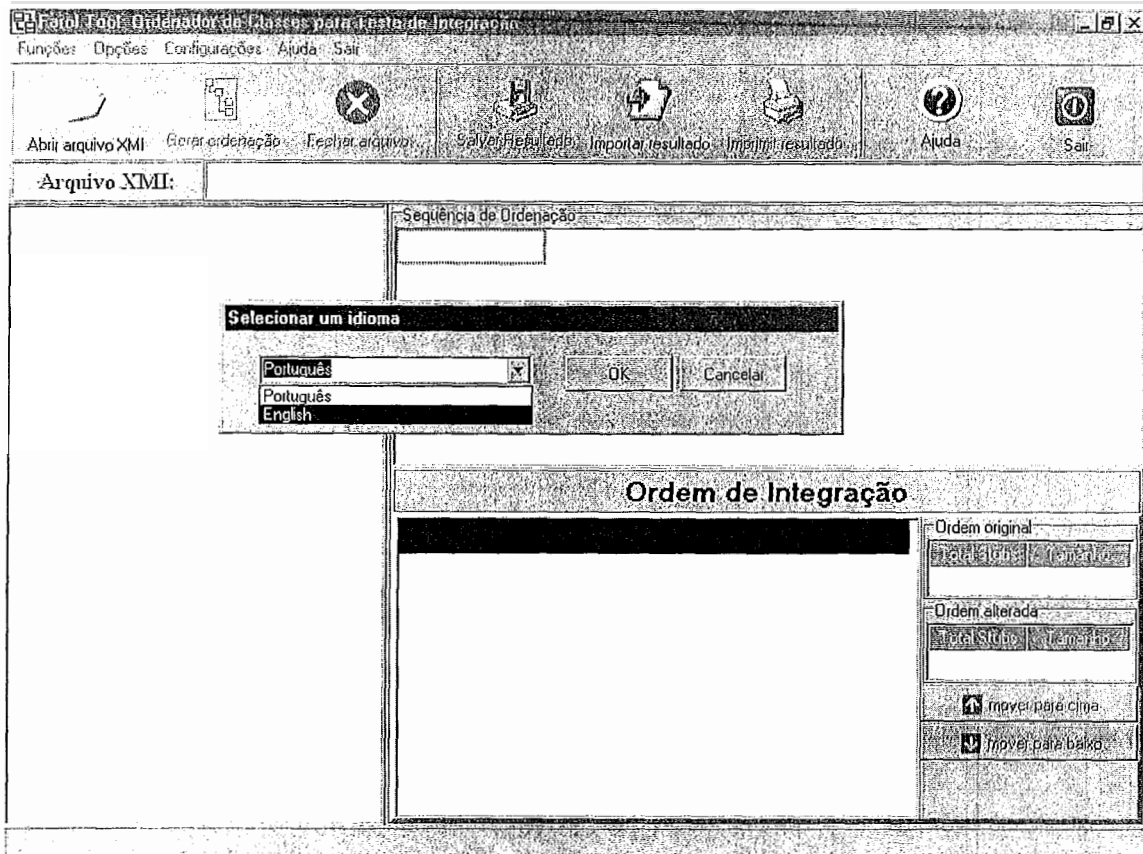 Fatol Tool Ordenador de Classes para Teste de Integração
Funções Opções Configurações Ajuda Sair
Abrir arquivo XMI Gerar ordenação Fechar arquivo Salvar Resultado Importar resultado Imprimir resultado Ajuda Sair
Arquivo XMI:
Sequência de Ordenação
Selecionar um idioma
Português OK Cancelar
Português
English
Ordem de Integração
Ordem original
Total Stubs Tamanho
Ordem alterada
Total Stubs Tamanho
mover para cima
mover para baixo